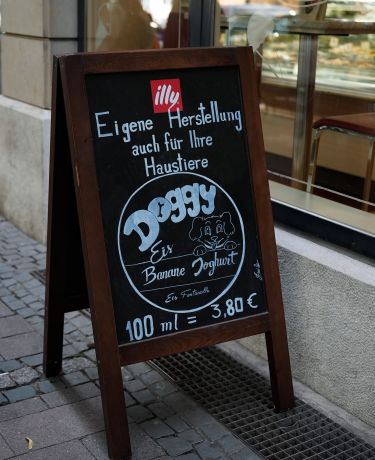 illy
Eigene Herstellung
auch für Ihre
Haustiere
Doggy
Eis
Banane Joghurt
100 ml = 3,80 €